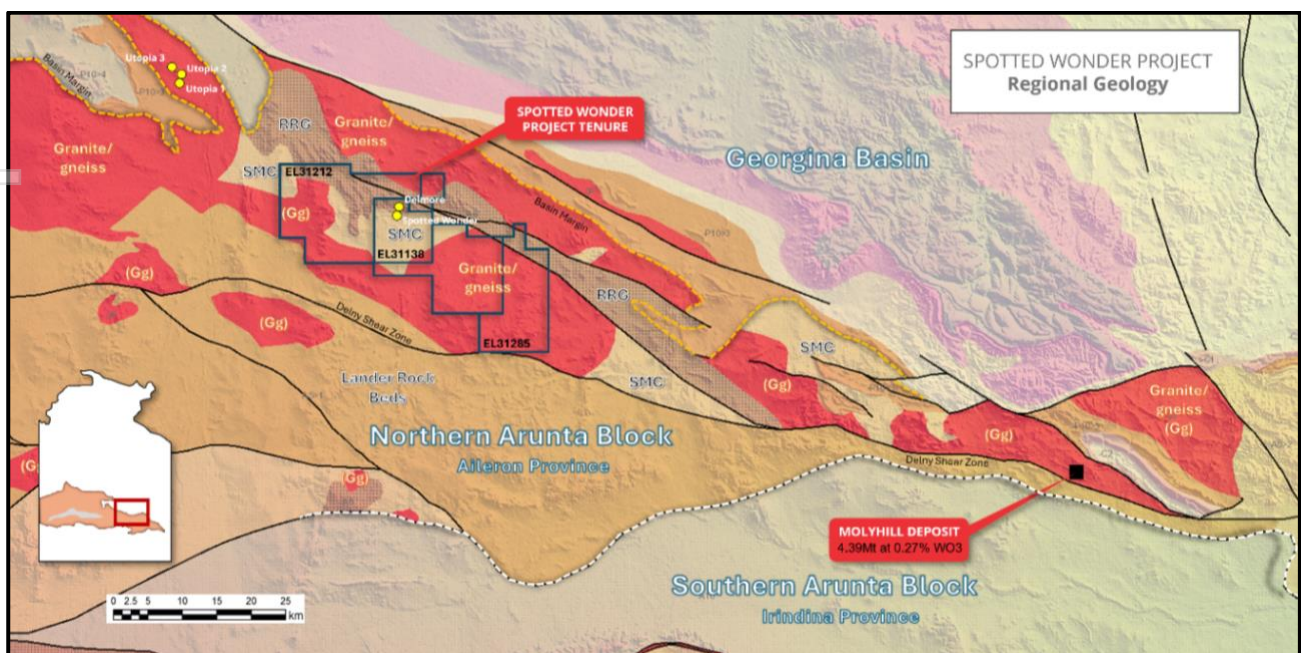 SPOTTED WONDER PROJECT
Regional Geology
Utopia 3
Utopia 2
Utopia 1
Basin Margin
RRG
Granite/
gneiss
SPOTTED WONDER
PROJECT TENURE
Georgina Basin
Granite/
gneiss
SMC
EL31212
(Gg)
Delmore
Spotted Wonder
SMC
EL31138
Basin Margin
Granite/
gneiss
(Gg)
RRG
(Gg)
Delny Shear Zone
EL31285
SMC
SMC
Lander Rock
Beds
(Gg)
Granite/
gneiss
(Gg)
Northern Arunta Block
Aileron Province
(Gg)
Delny Shear Zone
(Gg)
MOLYHILL DEPOSIT
4.39Mt at 0.27% WO3
Southern Arunta Block
Irindina Province
0 2.5 5 10 15 20 25
km